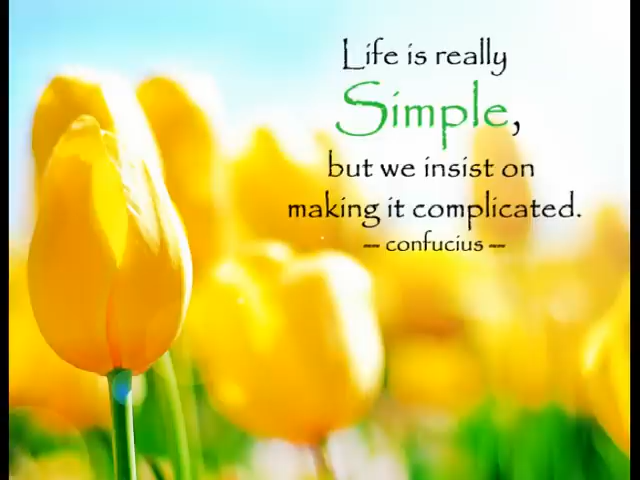 Life is really
Simple,
but we insist on
making it complicated.
-- confucius --